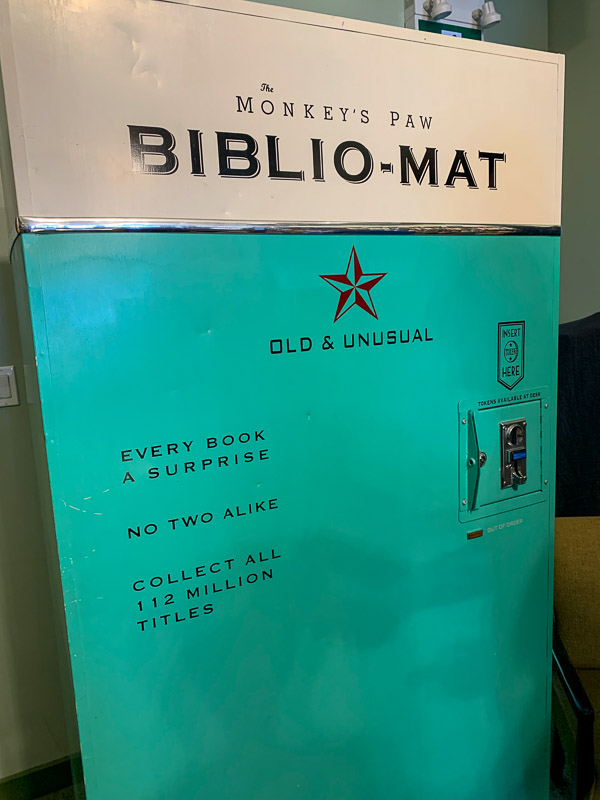 The
MONKEY'S PAW
BIBLIO-MAT
OLD & UNUSUAL
INSERT
TOKEN
HERE
TOKENS AVAILABLE AT DESK
EVERY BOOK
A SURPRISE
NO TWO ALIKE
OUT OF ORDER
COLLECT ALL
112 MILLION
TITLES